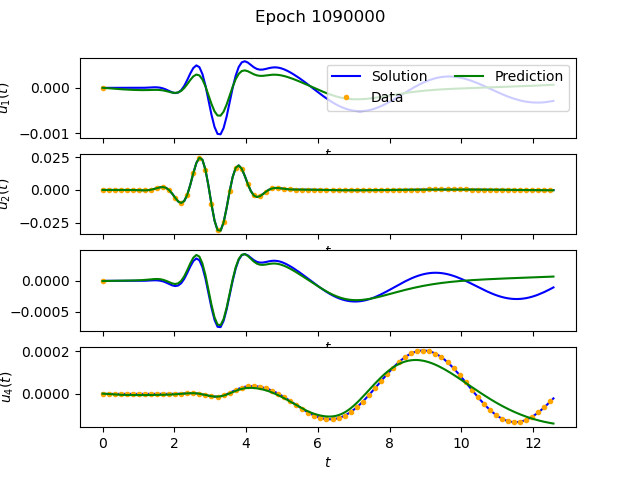 Epoch 1090000
u₁(t)
0.000
−0.001
Solution
Data
Prediction
u₂(t)
0.025
0.000
−0.025
0.0000
−0.0005
u₄(t)
0.0002
0.0000
0 2 4 6 8 10 12
t